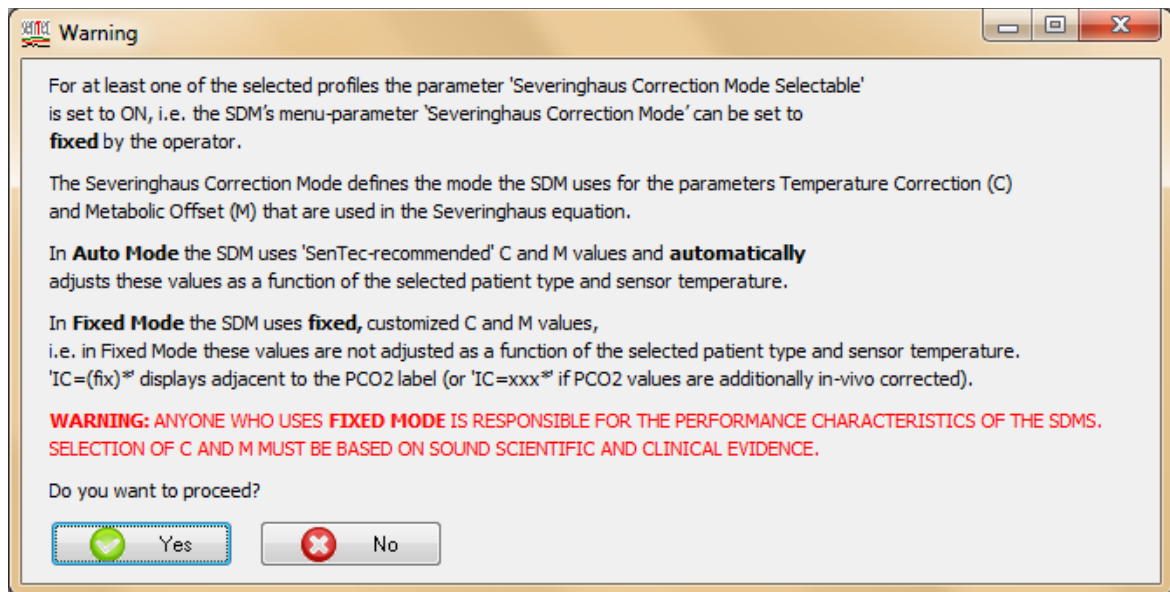 sentec Warning
For at least one of the selected profiles the parameter 'Severinghaus Correction Mode Selectable'
is set to ON, i.e. the SDM's menu-parameter 'Severinghaus Correction Mode' can be set to
fixed by the operator.
The Severinghaus Correction Mode defines the mode the SDM uses for the parameters Temperature Correction (C)
and Metabolic Offset (M) that are used in the Severinghaus equation.
In Auto Mode the SDM uses 'SenTec-recommended' C and M values and automatically
adjusts these values as a function of the selected patient type and sensor temperature.
In Fixed Mode the SDM uses fixed, customized C and M values,
i.e. in Fixed Mode these values are not adjusted as a function of the selected patient type and sensor temperature.
'IC=(fix)*' displays adjacent to the PCO2 label (or 'IC=xxx*' if PCO2 values are additionally in-vivo corrected).
WARNING: ANYONE WHO USES FIXED MODE IS RESPONSIBLE FOR THE PERFORMANCE CHARACTERISTICS OF THE SDMS.
SELECTION OF C AND M MUST BE BASED ON SOUND SCIENTIFIC AND CLINICAL EVIDENCE.
Do you want to proceed?
Yes No